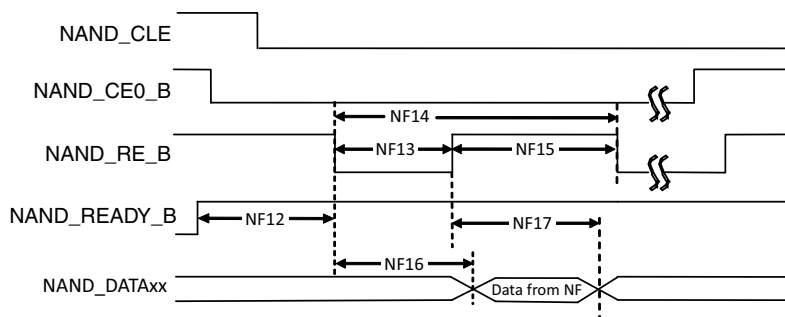 NAND_CLE
NAND_CE0_B
NF14
NAND_RE_B
NF13
NF15
NAND_READY_B
NF12
NF17
NF16
NAND_DATAxx
Data from NF